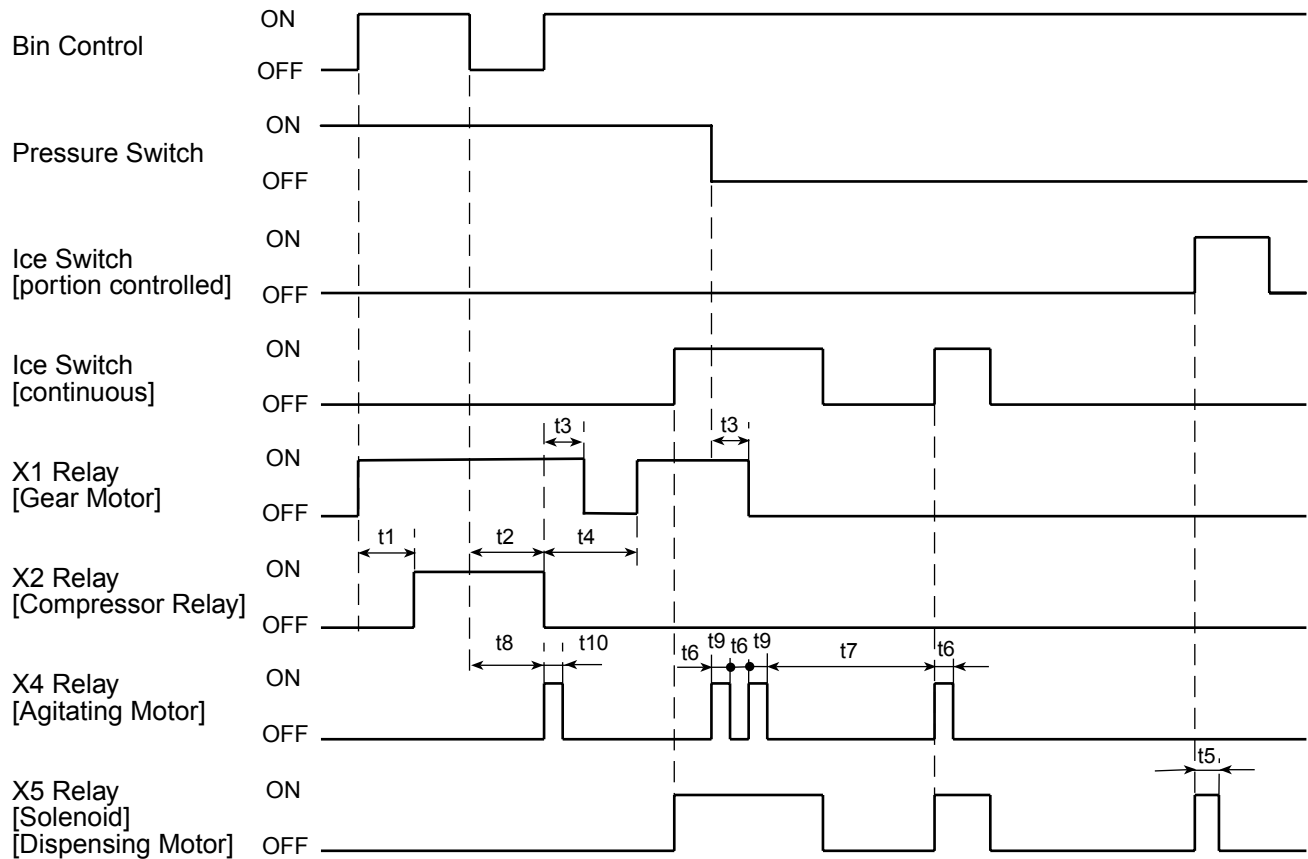 ON
Bin Control
OFF
ON
Pressure Switch
OFF
ON
Ice Switch
[portion controlled]
OFF
ON
Ice Switch
[continuous]
OFF
t3
t3
ON
X1 Relay
[Gear Motor]
OFF
t1
t2
t4
ON
X2 Relay
[Compressor Relay]
OFF
t8
t10
t6
t9
t6
t9
t7
t6
ON
X4 Relay
[Agitating Motor]
OFF
t5
ON
X5 Relay
[Solenoid]
[Dispensing Motor]
OFF